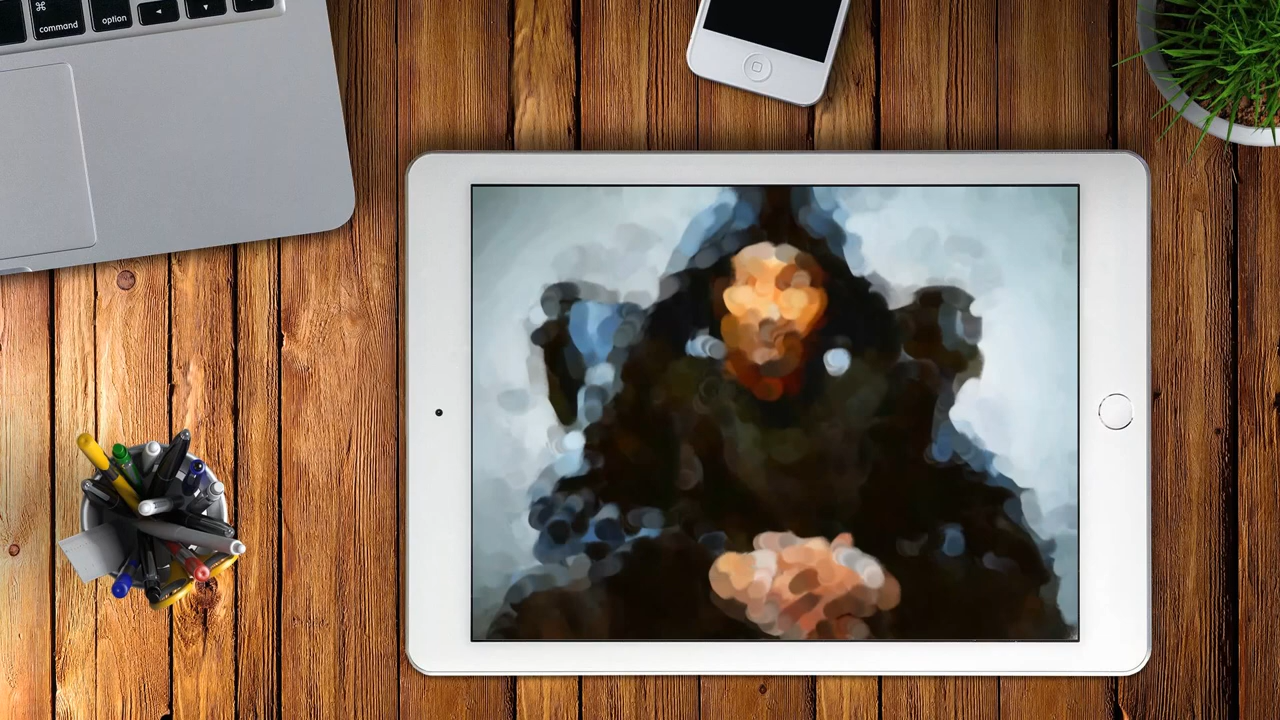 ⌘
command
option
◄
▼